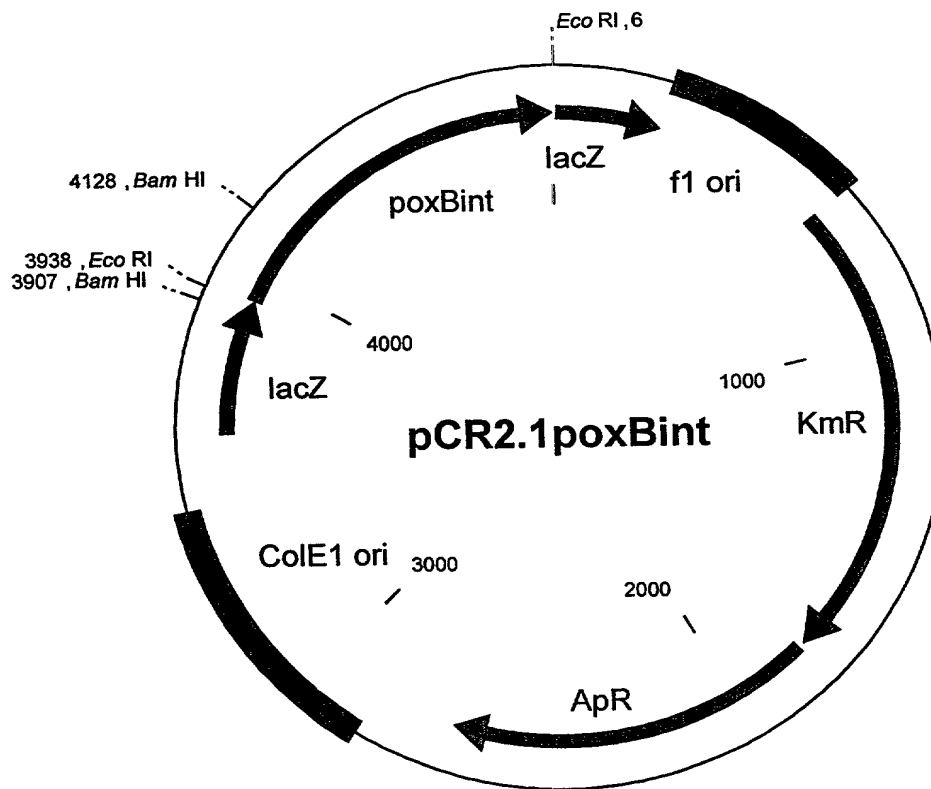 Eco RI ,6
lacZ
f1 ori
poxBint
4128 ,Bam HI
3938 ,Eco RI
3907 ,Bam HI
4000
lacZ
1000
KmR
pCR2.1poxBint
ColE1 ori
3000
2000
ApR